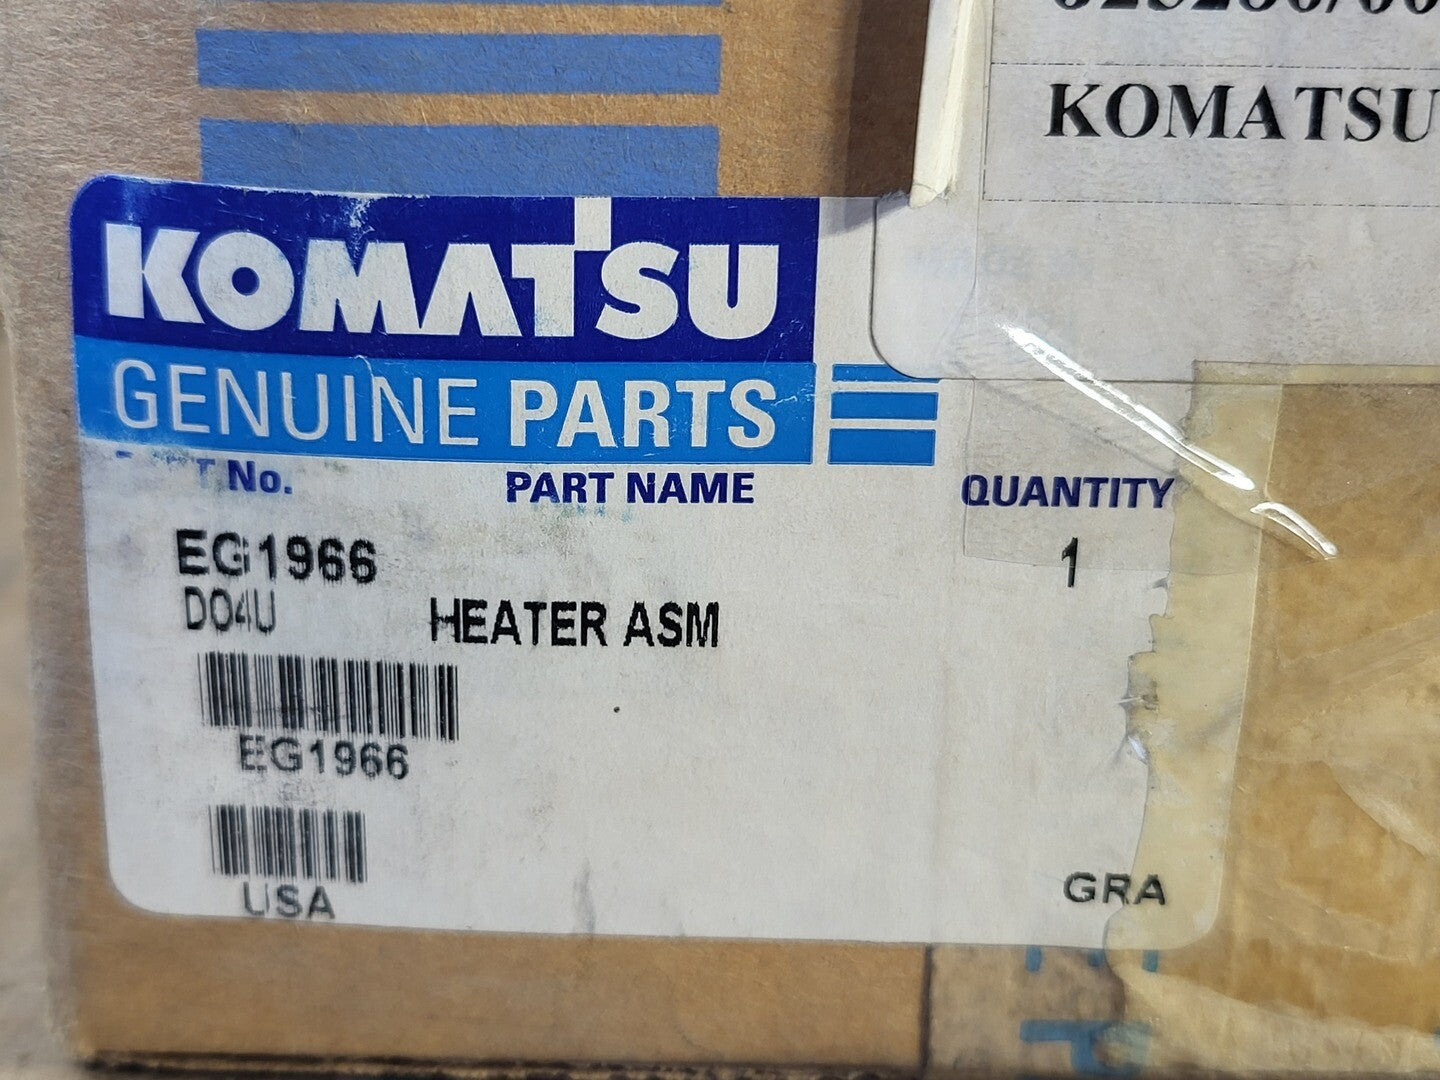 KOMATSU
KOMATSU
GENUINE PARTS
No. PART NAME QUANTITY
EG1966 1
D04U HEATER ASM
EG1966
USA GRA